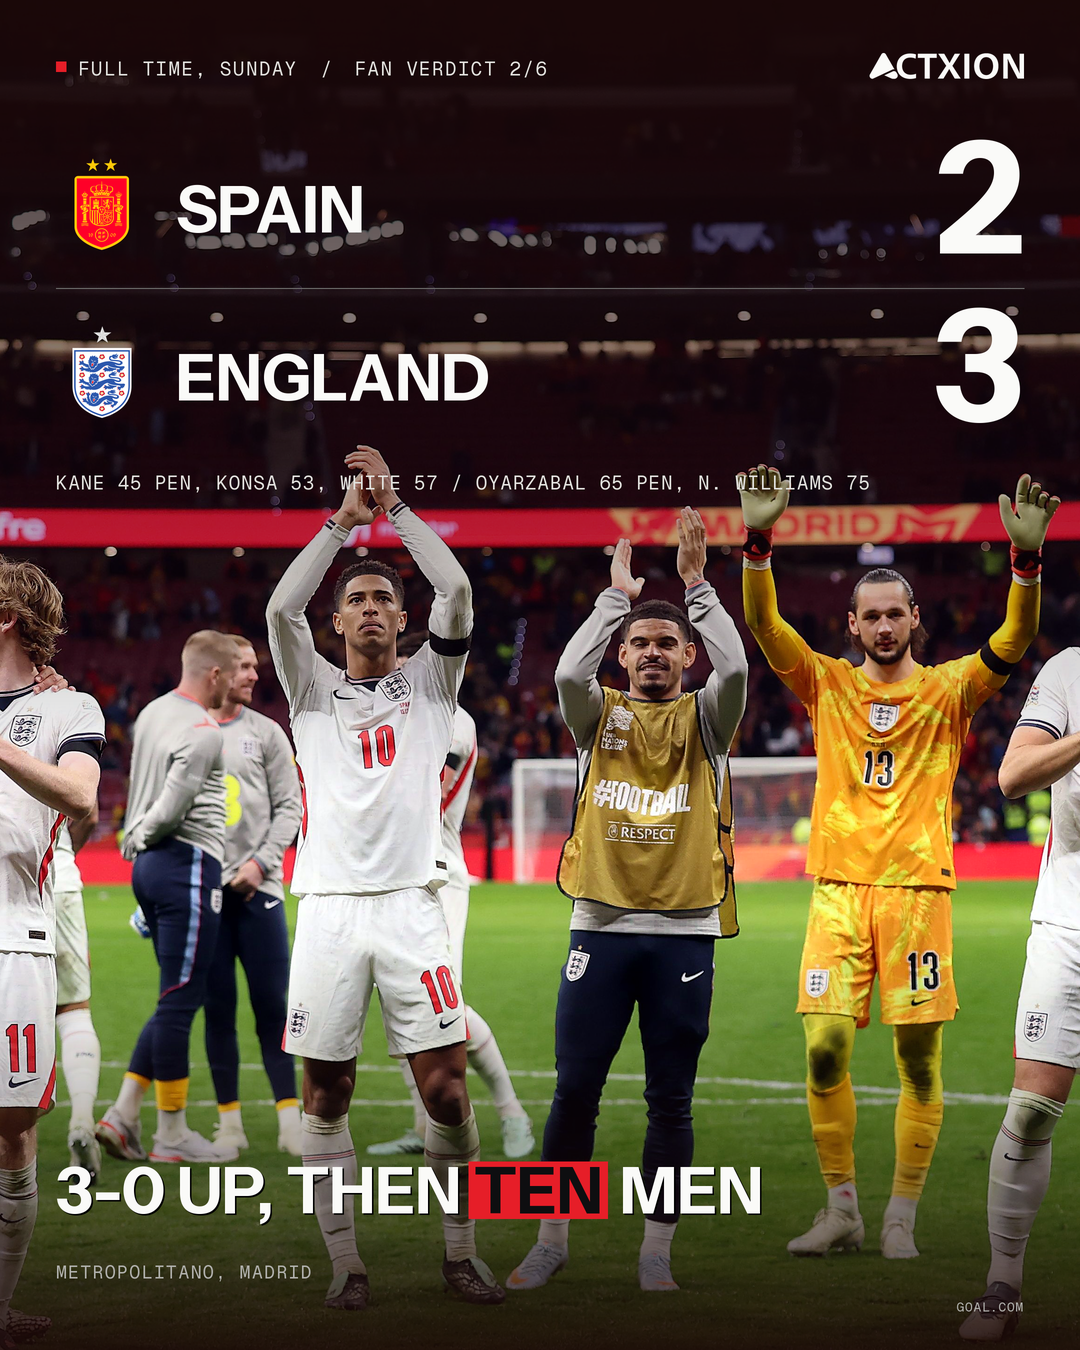 FULL TIME, SUNDAY / FAN VERDICT 2/6
ACTXION
SPAIN 2
ENGLAND 3
KANE 45 PEN, KONSA 53, WHITE 57 / OYARZABAL 65 PEN, N. WILLIAMS 75
fre
MADRID
10
#FOOTBALL
RESPECT
13
10
13
11
3-0 UP, THEN TEN MEN
METROPOLITANO, MADRID
GOAL.COM